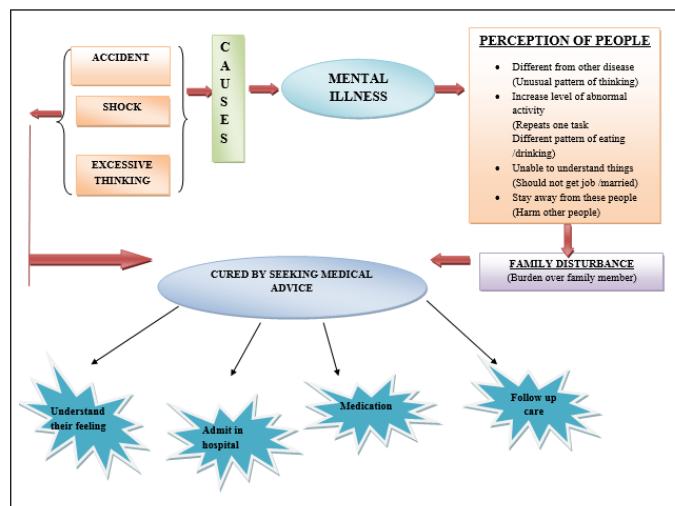 ACCIDENT
SHOCK
EXCESSIVE
THINKING
C
A
U
S
E
S
MENTAL
ILLNESS
PERCEPTION OF PEOPLE
• Different from other disease
(Unusual pattern of thinking)
• Increase level of abnormal
activity
(Repeats one task
Different pattern of eating
/drinking)
• Unable to understand things
(Should not get job /married)
• Stay away from these people
(Harm other people)
FAMILY DISTURBANCE
(Burden over family member)
CURED BY SEEKING MEDICAL
ADVICE
Understand
their feeling
Admit in
hospital
Medication
Follow up
care